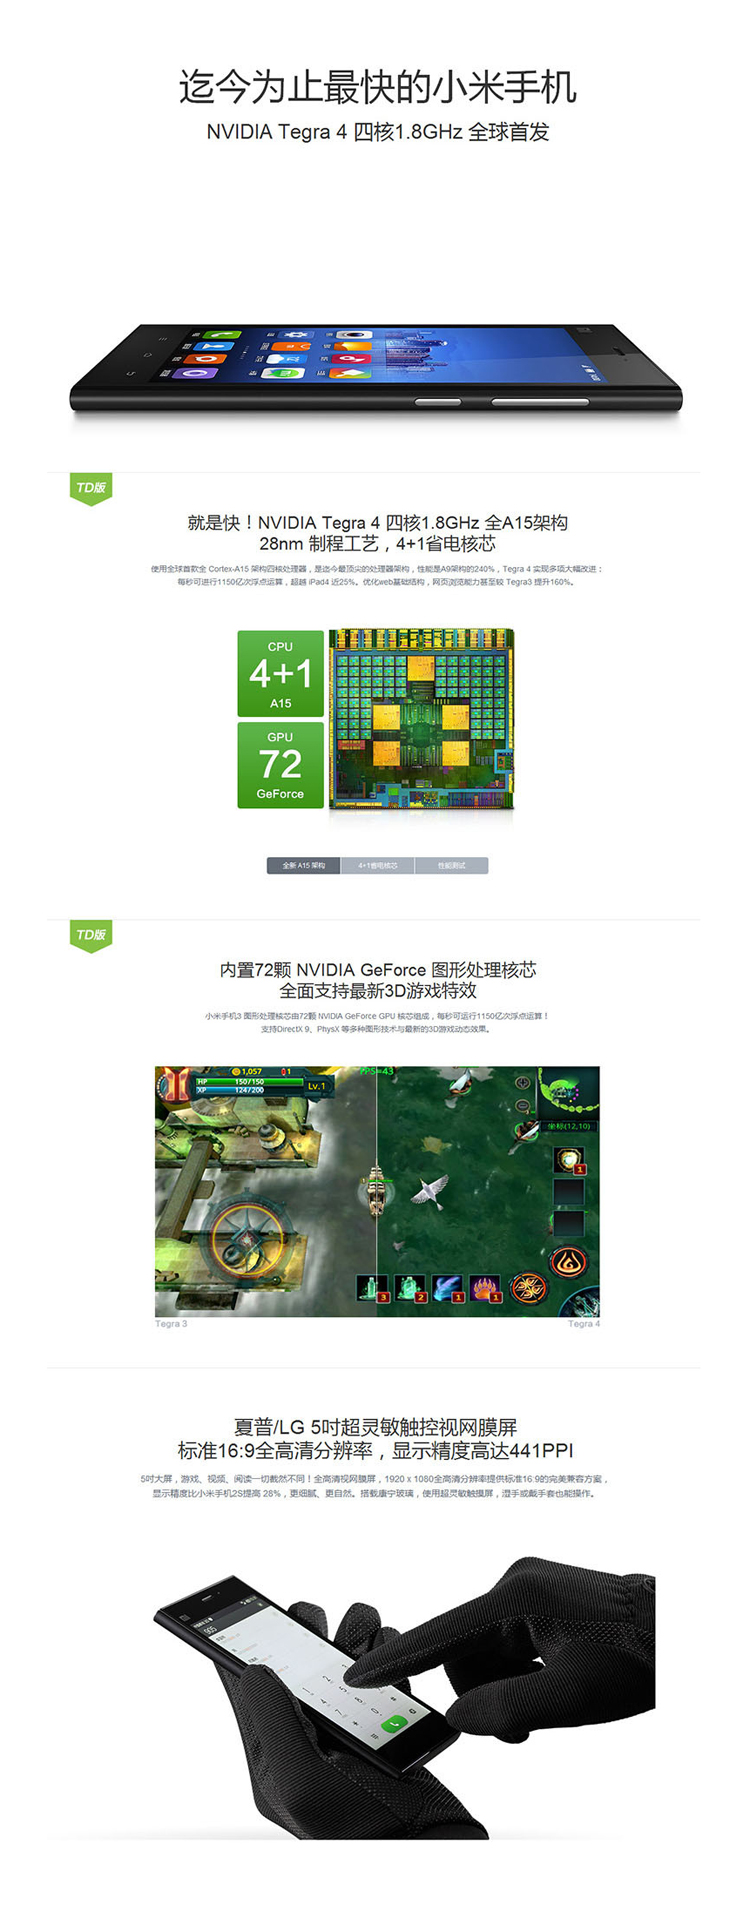 迄今为止最快的小米手机
NVIDIA Tegra 4 四核1.8GHz 全球首发
TD版
就是快！NVIDIA Tegra 4 四核1.8GHz 全A15架构
28nm 制程工艺，4+1省电核芯
使用全球首款全 Cortex-A15 架构四核处理器，是迄今最顶尖的处理器架构，性能是A9架构的240%，Tegra 4 实现多项大幅改进：
每秒可进行1150亿次浮点运算，超越 iPad4 近25%。优化web基础结构，网页浏览能力甚至较 Tegra3 提升160%。
CPU
4+1
A15
GPU
72
GeForce
全新 A15 架构
4+1省电核芯
性能测试
TD版
内置72颗 NVIDIA GeForce 图形处理核芯
全面支持最新3D游戏特效
小米手机3 图形处理核芯由72颗 NVIDIA GeForce GPU 核芯组成，每秒可运行1150亿次浮点运算！
支持DirectX 9、PhysX 等多种图形技术与最新的3D游戏动态效果。
1,057
1
FPS=43
HP 150/150
XP 124/200
Lv.1
坐标(12,10)
1
3
2
1
1
Tegra 3
Tegra 4
夏普/LG 5吋超灵敏触控视网膜屏
标准16:9全高清分辨率，显示精度高达441PPI
5吋大屏，游戏、视频、阅读一切截然不同！全高清视网膜屏，1920 x 1080全高清分辨率提供标准16:9的完美兼容方案，
显示精度比小米手机2S提高 28%，更细腻、更自然。搭载康宁玻璃，使用超灵敏触摸屏，湿手或戴手套也能操作。
905